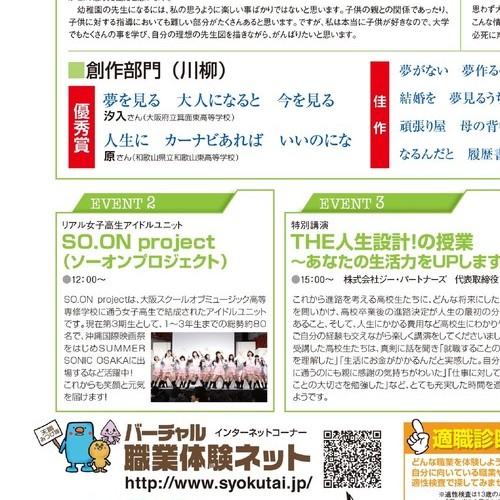 幼稚園の先生になるには、私の思うように楽しい事ばかりではないと思います。子供の親との関係であったり、
子供に対する指導においても難しい部分がたくさんあると思います。ですが、私は本当に子供が好きなので、大学
でもたくさんの事を学び、自分の理想の先生図を描きながら、がんばりたいと思います。
思わず
こんな情
必死に
■創作部門（川柳）
優秀賞
夢を見る 大人になると 今を見る
汐入さん(大阪府立箕面東高等学校)
人生に カーナビあれば いいのにな
原さん(和歌山県立和歌山東高等学校)
佳作
夢がない 夢作る
結婚を 夢見るうち
頑張り屋 母の背
なるんだと 履歴書
EVENT 2
リアル女子高生アイドルユニット
SO.ON project
(ソーオンプロジェクト)
●12:00〜
SO.ON projectは、大阪スクールオブミュージック高等
専修学校に通う女子高生で結成されたアイドルユニット
です。現在第3期生として、1〜3年生までの総勢約80
名で、沖縄国際映画祭
をはじめSUMMER
SONIC OSAKAに出
場するなど活躍中!
これからも笑顔と元気
を届けます!
EVENT 3
特別講演
THE人生設計!の授業
〜あなたの生活力をUPします
●15:00〜 株式会社ジー・パートナーズ 代表取締役
これから進路を考える高校生たちに、どんな将来にした
を問いかけ、高校卒業後の進路決定が人生の最初の分
あること、そして、人生にかかる費用など高校生にわかりや
ご自分の経験も交えながら楽しく講演をしてくださいまし
受講した高校生たちは、真剣に話を聞き「就職することの
を理解した」「生活にお金がかかるんだと実感した。自分
に通うのにも親に感謝の気持ちがわいた」「仕事に対して
ことの大切さを勉強した」など、とても充実した時間を過
ようです。
天職みつけ隊
バーチャル
インターネットコーナー
職業体験ネット
http://www.syokutai.jp/
適職診
どんな職業を体験しよう
自分に向いている職業や
適性検査で探してみま
※適性検査は13歳の